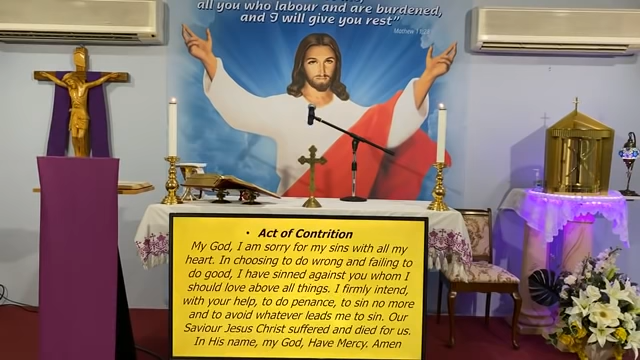 all you who labour and are burdened,
and I will give you rest"
• Act of Contrition
My God, I am sorry for my sins with all my
heart. In choosing to do wrong and failing to
do good, I have sinned against you whom I
should love above all things. I firmly intend,
with your help, to do penance, to sin no more
and to avoid whatever leads me to sin. Our
Saviour Jesus Christ suffered and died for us.
In His name, my God, Have Mercy. Amen